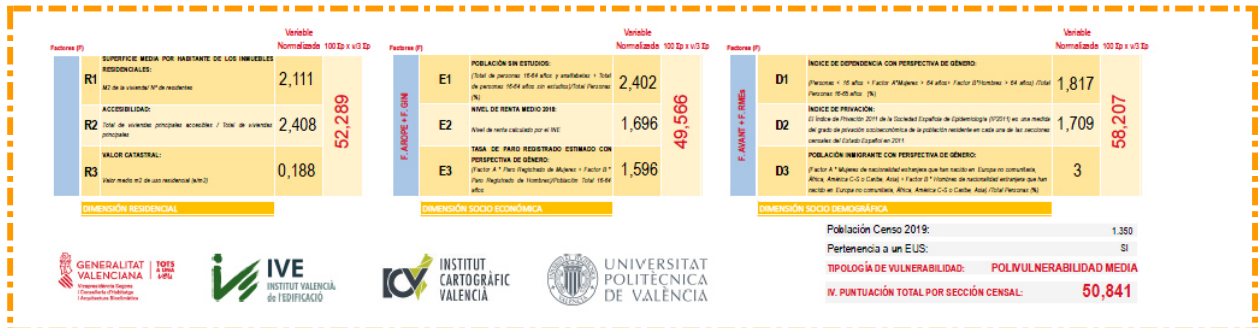 Factores (F)
Variable
Normalizada 100 Σp x v/3 Σp
R1
SUPERFICIE MEDIA POR HABITANTE DE LOS INMUEBLES
RESIDENCIALES:
M2 de la vivienda/ Nº de residentes
2,111
R2
ACCESIBILIDAD:
Total de viviendas principales accesibles / Total de viviendas
principales
2,408
R3
VALOR CATASTRAL:
Valor medio m2 de uso residencial (e/m2)
0,188
52,289
DIMENSIÓN RESIDENCIAL
Factores (F)
Variable
Normalizada 100 Σp x v/3 Σp
F. AROPE + F. GINI
E1
POBLACIÓN SIN ESTUDIOS:
(Total de personas 16-64 años y analfabetas + Total
de personas 16-64 años sin estudios)/Total Personas
(%)
2,402
E2
NIVEL DE RENTA MEDIO 2018:
Nivel de renta calculado por el INE
1,696
E3
TASA DE PARO REGISTRADO ESTIMADO CON
PERSPECTIVA DE GÉNERO:
(Factor A * Paro Registrado de Mujeres + Factor B *
Paro Registrado de Hombres)/Población Total 16-64
años
1,596
49,566
DIMENSIÓN SOCIO ECONÓMICA
Factores (F)
Variable
Normalizada 100 Σp x v/3 Σp
F. AVANT + F. RMEs
D1
ÍNDICE DE DEPENDENCIA CON PERSPECTIVA DE GÉNERO:
(Personas < 16 años + Factor A*Mujeres > 64 años+ Factor B*Hombres > 64 años) /Total
Personas 16-65 años (%)
1,817
D2
ÍNDICE DE PRIVACIÓN:
El Índice de Privación 2011 de la Sociedad Española de Epidemiología (IP2011) es una medida
del grado de privación socioeconómica de la población residente en cada una de las secciones
censales del Estado Español en 2011
1,709
D3
POBLACIÓN INMIGRANTE CON PERSPECTIVA DE GÉNERO:
(Factor A * Mujeres de nacionalidad extranjera que han nacido en Europa no comunitaria,
África, América C-S o Caribe, Asia) + Factor B * Hombres de nacionalidad extranjera que han
nacido en Europa no comunitaria, África, América C-S o Caribe, Asia) /Total Personas (%)
3
58,207
DIMENSIÓN SOCIO DEMOGRÁFICA
Población Censo 2019: 1.350
Pertenencia a un EUS: SI
TIPOLOGÍA DE VULNERABILIDAD: POLIVULNERABILIDAD MEDIA
IV. PUNTUACIÓN TOTAL POR SECCIÓN CENSAL: 50,841
GENERALITAT
VALENCIANA
Vicepresidència Segona
i Conselleria d'Habitatge
i Arquitectura Bioclimàtica
TOTS
A UNA
veu
IVE
INSTITUT VALENCIÀ
de l'EDIFICACIÓ
ICV
INSTITUT
CARTOGRÀFIC
VALENCIÀ
UNIVERSITAT
POLITÈCNICA
DE VALÈNCIA